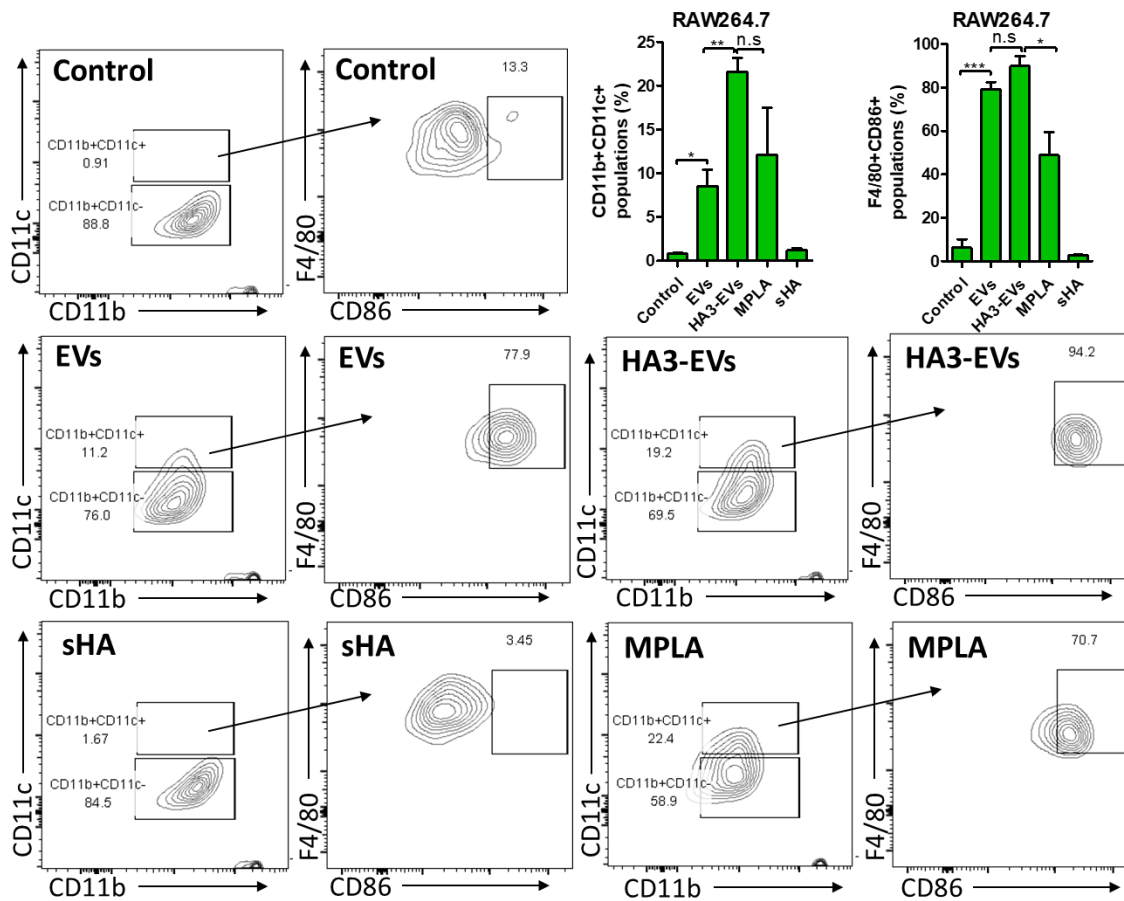 Control
CD11b+CD11c+
0.91
CD11b+CD11c-
88.8
CD11c
CD11b
Control
13.3
F4/80
CD86
RAW264.7
CD11b+CD11c+
populations (%)
25
20
15
10
5
0
*
**
n.s
Control
EVs
HA3-EVs
MPLA
sHA
RAW264.7
F4/80+CD86+
populations (%)
100
80
60
40
20
0
***
n.s
*
Control
EVs
HA3-EVs
MPLA
sHA
EVs
CD11b+CD11c+
11.2
CD11b+CD11c-
76.0
CD11c
CD11b
EVs
77.9
F4/80
CD86
HA3-EVs
CD11b+CD11c+
19.2
CD11b+CD11c-
69.5
CD11c
CD11b
HA3-EVs
94.2
F4/80
CD86
sHA
CD11b+CD11c+
1.67
CD11b+CD11c-
84.5
CD11c
CD11b
sHA
3.45
F4/80
CD86
MPLA
CD11b+CD11c+
22.4
CD11b+CD11c-
58.9
CD11c
CD11b
MPLA
70.7
F4/80
CD86